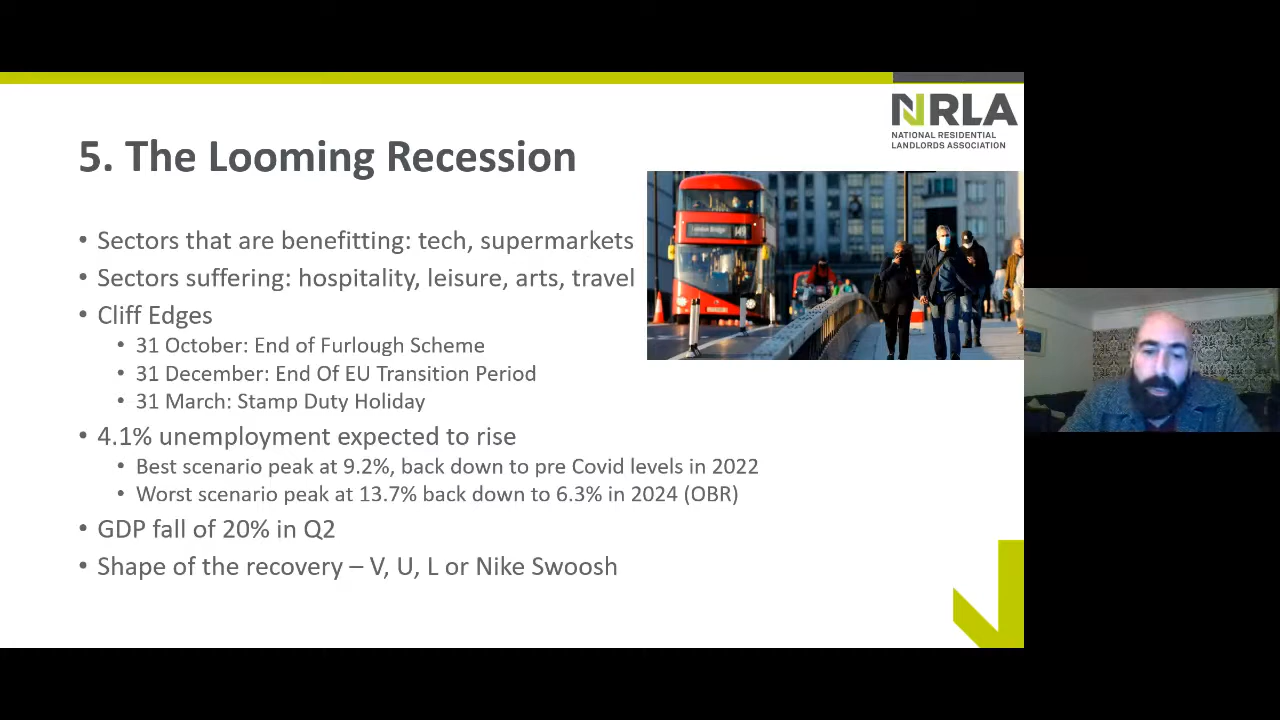 NRLA
NATIONAL RESIDENTIAL
LANDLORDS ASSOCIATION
5. The Looming Recession
• Sectors that are benefitting: tech, supermarkets
• Sectors suffering: hospitality, leisure, arts, travel
• Cliff Edges
• 31 October: End of Furlough Scheme
• 31 December: End Of EU Transition Period
• 31 March: Stamp Duty Holiday
• 4.1% unemployment expected to rise
• Best scenario peak at 9.2%, back down to pre Covid levels in 2022
• Worst scenario peak at 13.7% back down to 6.3% in 2024 (OBR)
• GDP fall of 20% in Q2
• Shape of the recovery – V, U, L or Nike Swoosh